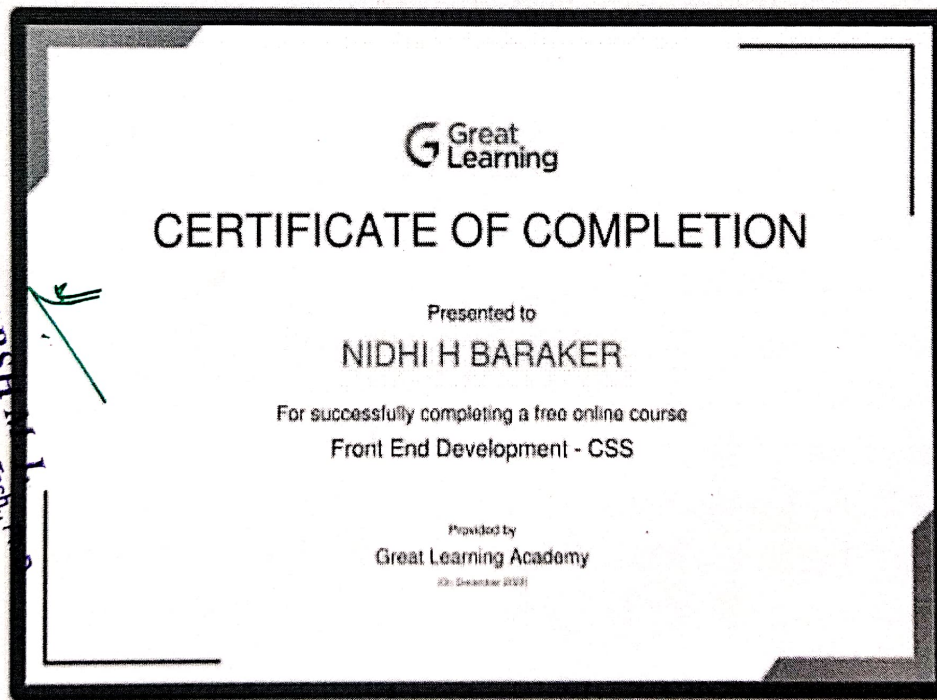 Great
Learning
CERTIFICATE OF COMPLETION
Presented to
NIDHI H BARAKER
For successfully completing a free online course
Front End Development - CSS
Provided by
Great Learning Academy
December